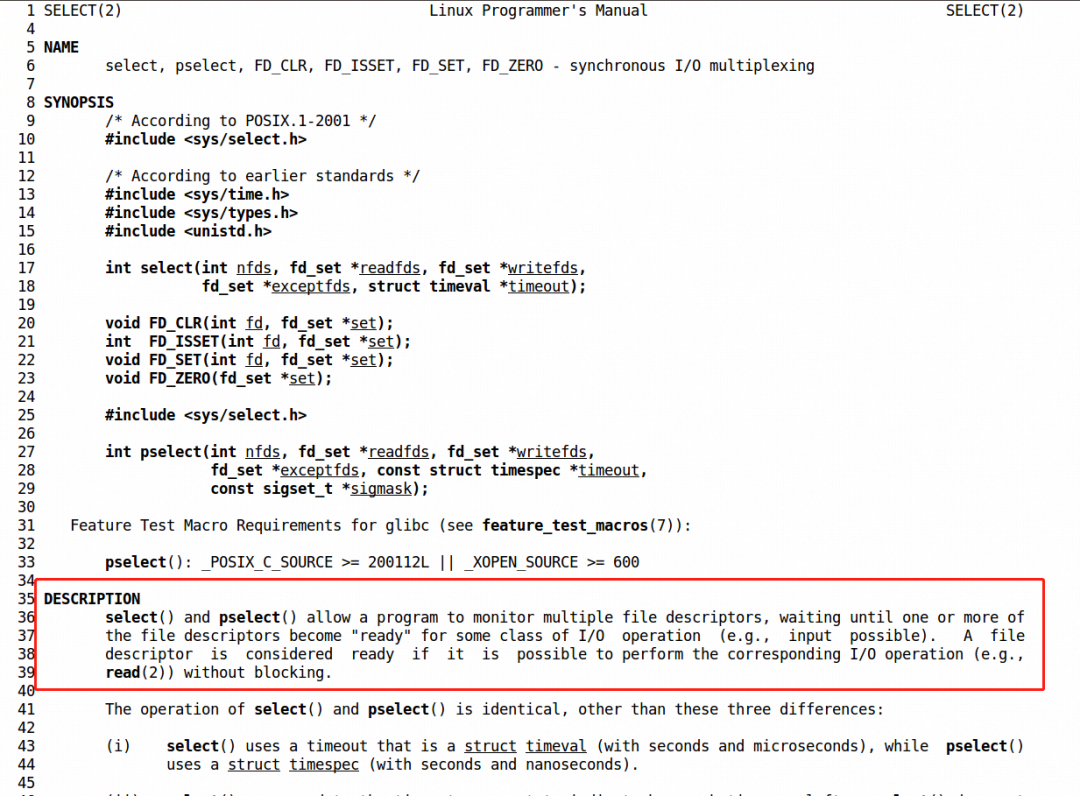 1 SELECT(2) Linux Programmer's Manual SELECT(2)
4
5 NAME
6 select, pselect, FD_CLR, FD_ISSET, FD_SET, FD_ZERO - synchronous I/O multiplexing
7
8 SYNOPSIS
9 /* According to POSIX.1-2001 */
10 #include <sys/select.h>
11
12 /* According to earlier standards */
13 #include <sys/time.h>
14 #include <sys/types.h>
15 #include <unistd.h>
16
17 int select(int nfds, fd_set *readfds, fd_set *writefds,
18 fd_set *exceptfds, struct timeval *timeout);
19
20 void FD_CLR(int fd, fd_set *set);
21 int FD_ISSET(int fd, fd_set *set);
22 void FD_SET(int fd, fd_set *set);
23 void FD_ZERO(fd_set *set);
24
25 #include <sys/select.h>
26
27 int pselect(int nfds, fd_set *readfds, fd_set *writefds,
28 fd_set *exceptfds, const struct timespec *timeout,
29 const sigset_t *sigmask);
30
31 Feature Test Macro Requirements for glibc (see feature_test_macros(7)):
32
33 pselect(): _POSIX_C_SOURCE >= 200112L || _XOPEN_SOURCE >= 600
34
35 DESCRIPTION
36 select() and pselect() allow a program to monitor multiple file descriptors, waiting until one or more of
37 the file descriptors become "ready" for some class of I/O operation (e.g., input possible). A file
38 descriptor is considered ready if it is possible to perform the corresponding I/O operation (e.g.,
39 read(2)) without blocking.
40
41 The operation of select() and pselect() is identical, other than these three differences:
42
43 (i) select() uses a timeout that is a struct timeval (with seconds and microseconds), while pselect()
44 uses a struct timespec (with seconds and nanoseconds).
45